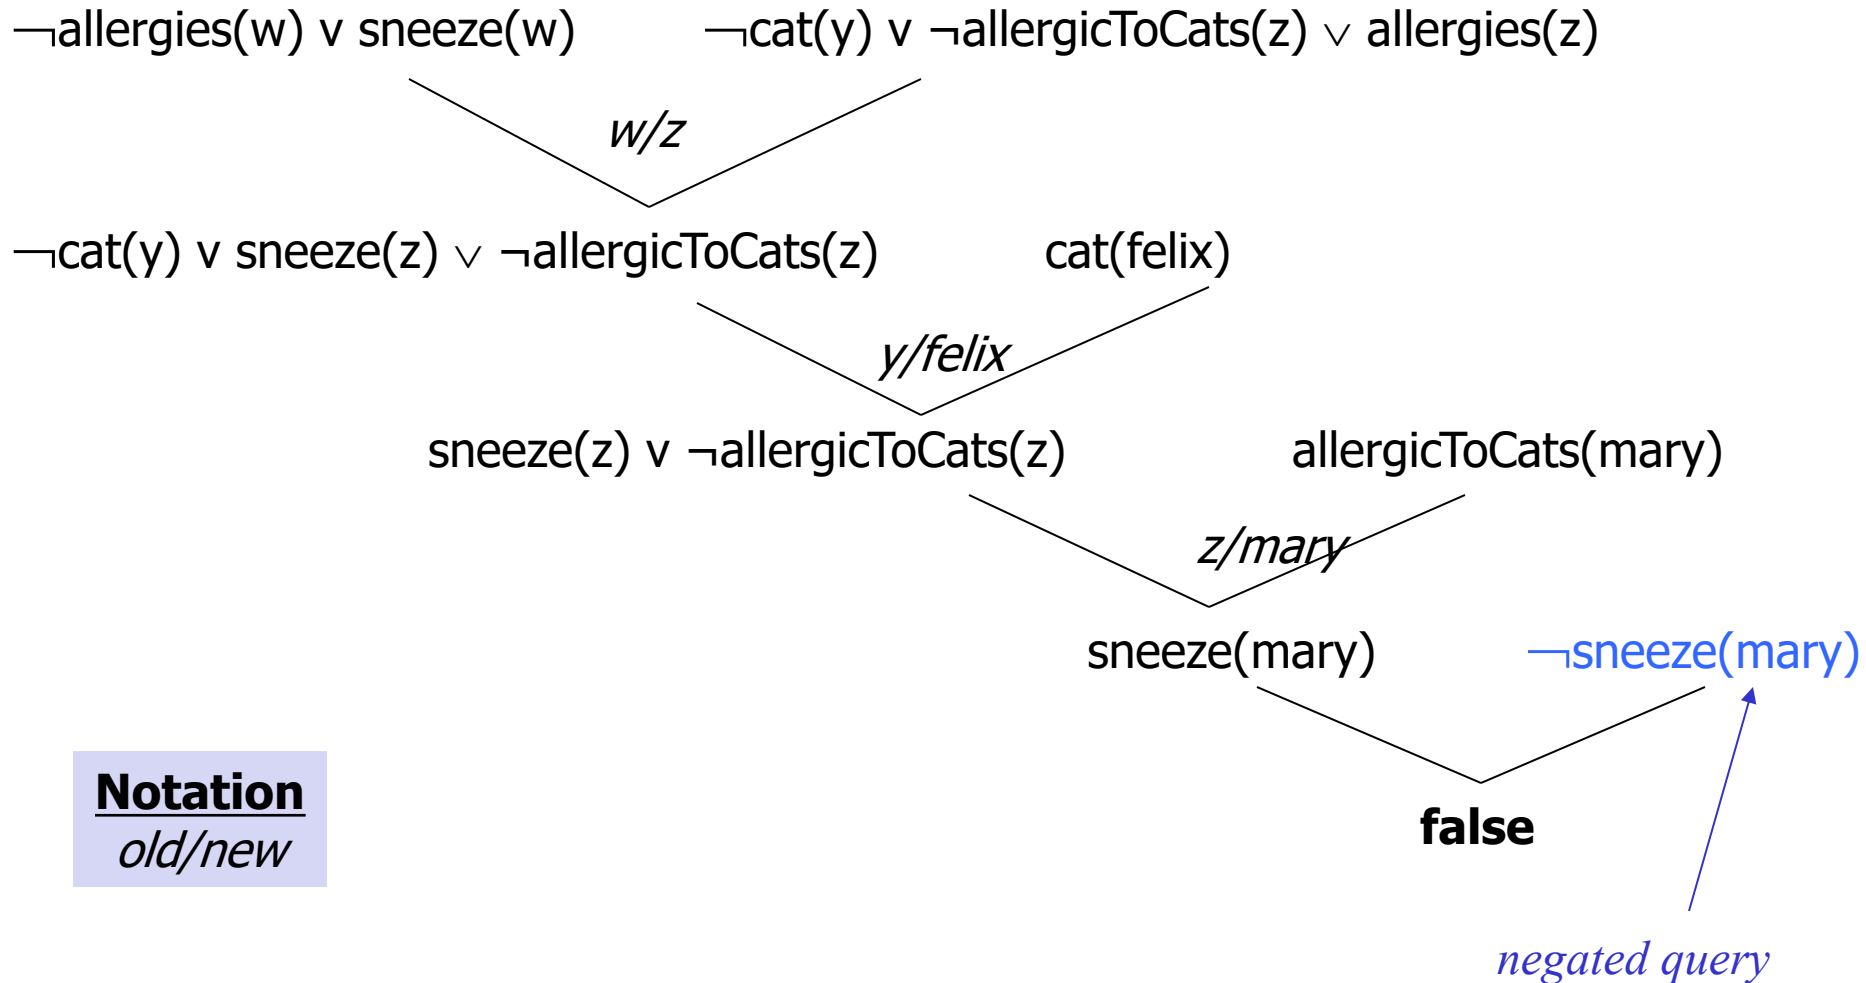 ¬allergies(w) v sneeze(w) ¬cat(y) v ¬allergicToCats(z) ∨ allergies(z)
w/z
¬cat(y) v sneeze(z) ∨ ¬allergicToCats(z) cat(felix)
y/felix
sneeze(z) v ¬allergicToCats(z) allergicToCats(mary)
z/mary
sneeze(mary) ¬sneeze(mary)
Notation
old/new
false
negated query